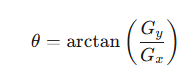 θ = arctan(G_y / G_x)